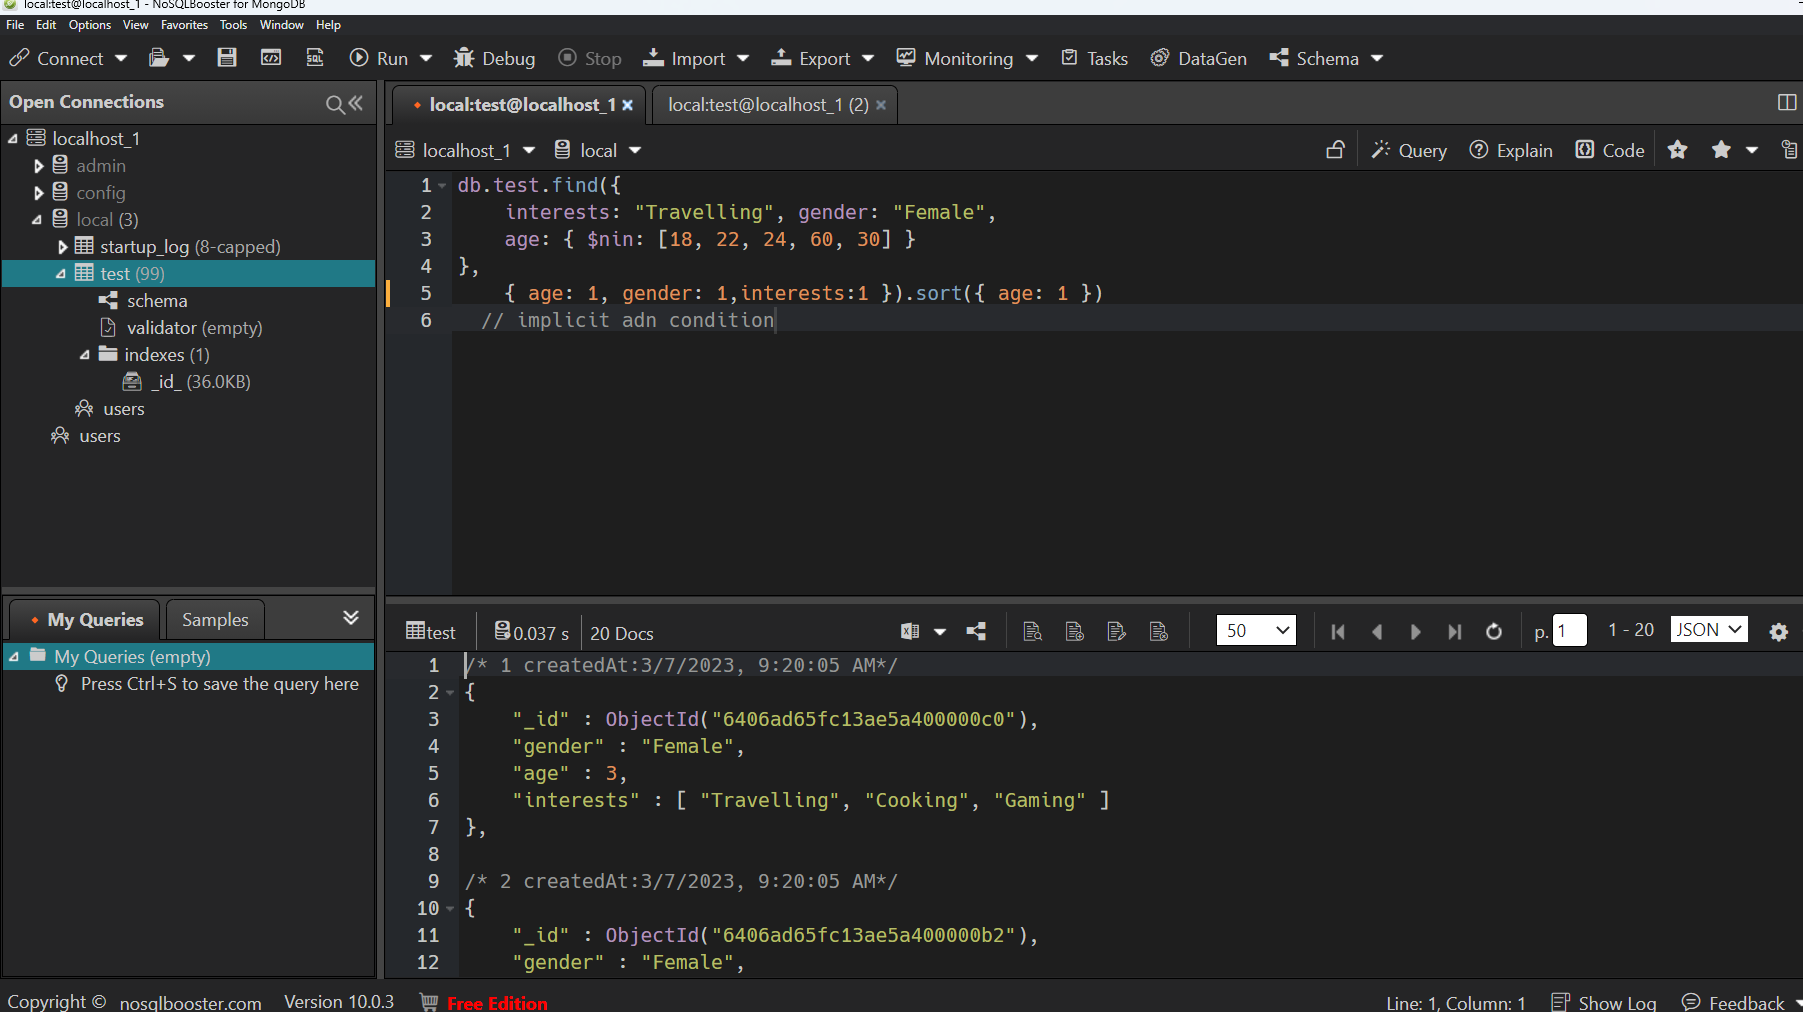 local:test@localhost_1 - NoSQLBooster for MongoDB
File Edit Options View Favorites Tools Window Help
Connect Run Debug Stop Import Export Monitoring Tasks DataGen Schema
Open Connections
localhost_1
admin
config
local (3)
startup_log (8-capped)
test (99)
schema
validator (empty)
indexes (1)
_id_ (36.0KB)
users
users
My Queries Samples
My Queries (empty)
Press Ctrl+S to save the query here
local:test@localhost_1 local:test@localhost_1 (2)
localhost_1 local Query Explain Code
1 db.test.find({
2 interests: "Travelling", gender: "Female",
3 age: { $nin: [18, 22, 24, 60, 30] }
4 },
5 { age: 1, gender: 1,interests:1 }).sort({ age: 1 })
6 // implicit adn condition
test 0.037 s 20 Docs 50 p. 1 1 - 20 JSON
1 /* 1 createdAt:3/7/2023, 9:20:05 AM*/
2 {
3 "_id" : ObjectId("6406ad65fc13ae5a400000c0"),
4 "gender" : "Female",
5 "age" : 3,
6 "interests" : [ "Travelling", "Cooking", "Gaming" ]
7 },
8
9 /* 2 createdAt:3/7/2023, 9:20:05 AM*/
10 {
11 "_id" : ObjectId("6406ad65fc13ae5a400000b2"),
12 "gender" : "Female",
Copyright © nosqlbooster.com Version 10.0.3 Free Edition Line: 1, Column: 1 Show Log Feedback